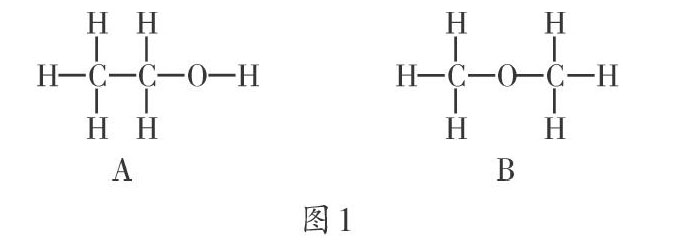 H H H H
H—C—C—O—H H—C—O—C—H
H H H H
A B
图1